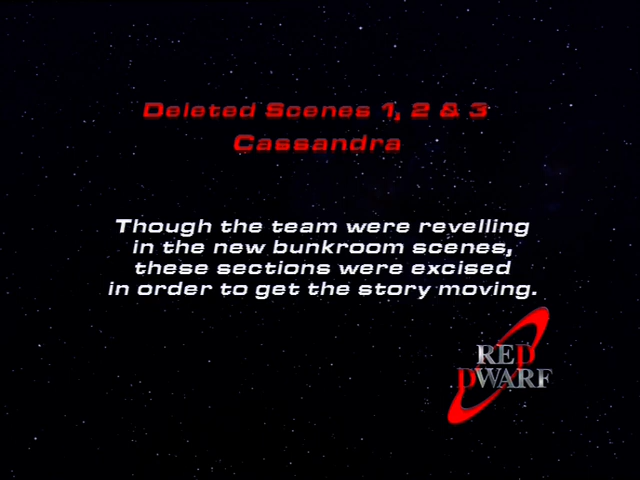 Deleted Scenes 1, 2 & 3
Cassandra
Though the team were revelling
in the new bunkroom scenes,
these sections were excised
in order to get the story moving.
RED
DWARF